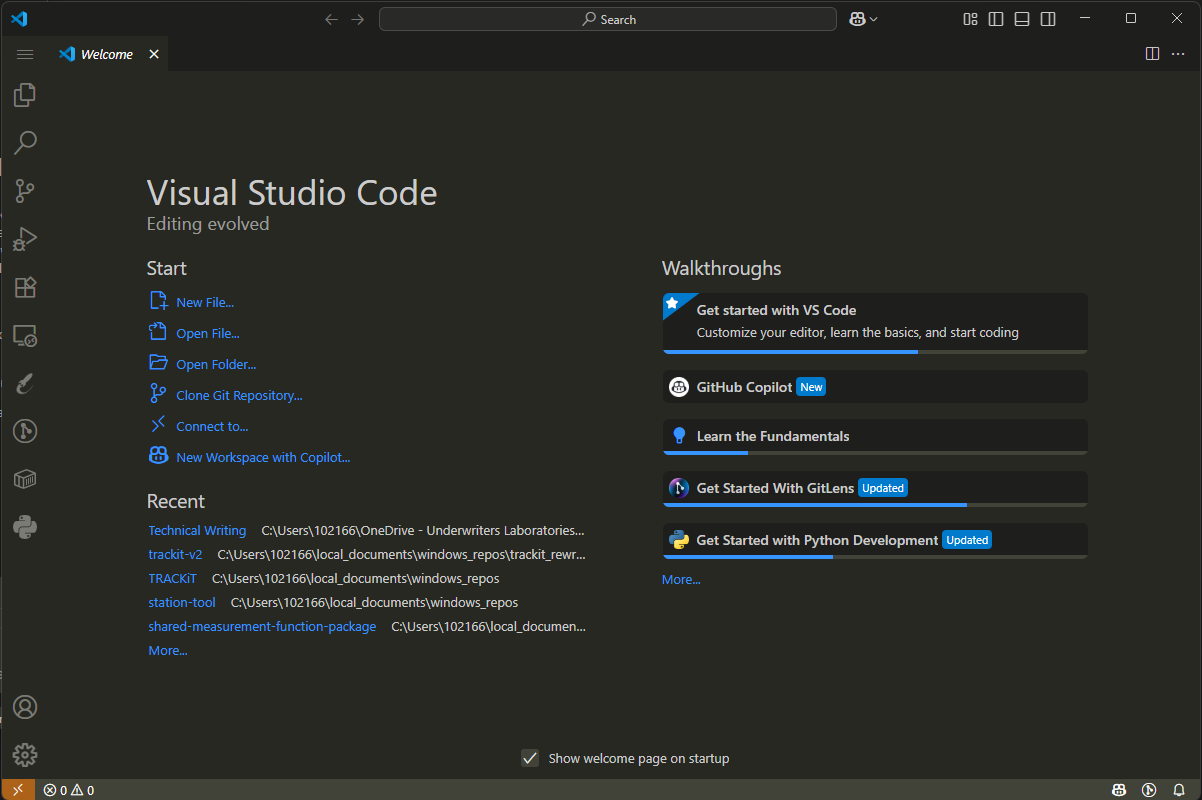 Search
Welcome
Visual Studio Code
Editing evolved
Start
New File...
Open File...
Open Folder...
Clone Git Repository...
Connect to...
New Workspace with Copilot...
Recent
Technical Writing C:\Users\102166\OneDrive - Underwriters Laboratories...
trackit-v2 C:\Users\102166\local_documents\windows_repos\trackit_rewr...
TRACKiT C:\Users\102166\local_documents\windows_repos
station-tool C:\Users\102166\local_documents\windows_repos
shared-measurement-function-package C:\Users\102166\local_documen...
More...
Walkthroughs
Get started with VS Code
Customize your editor, learn the basics, and start coding
GitHub Copilot New
Learn the Fundamentals
Get Started With GitLens Updated
Get Started with Python Development Updated
More...
Show welcome page on startup
0 0